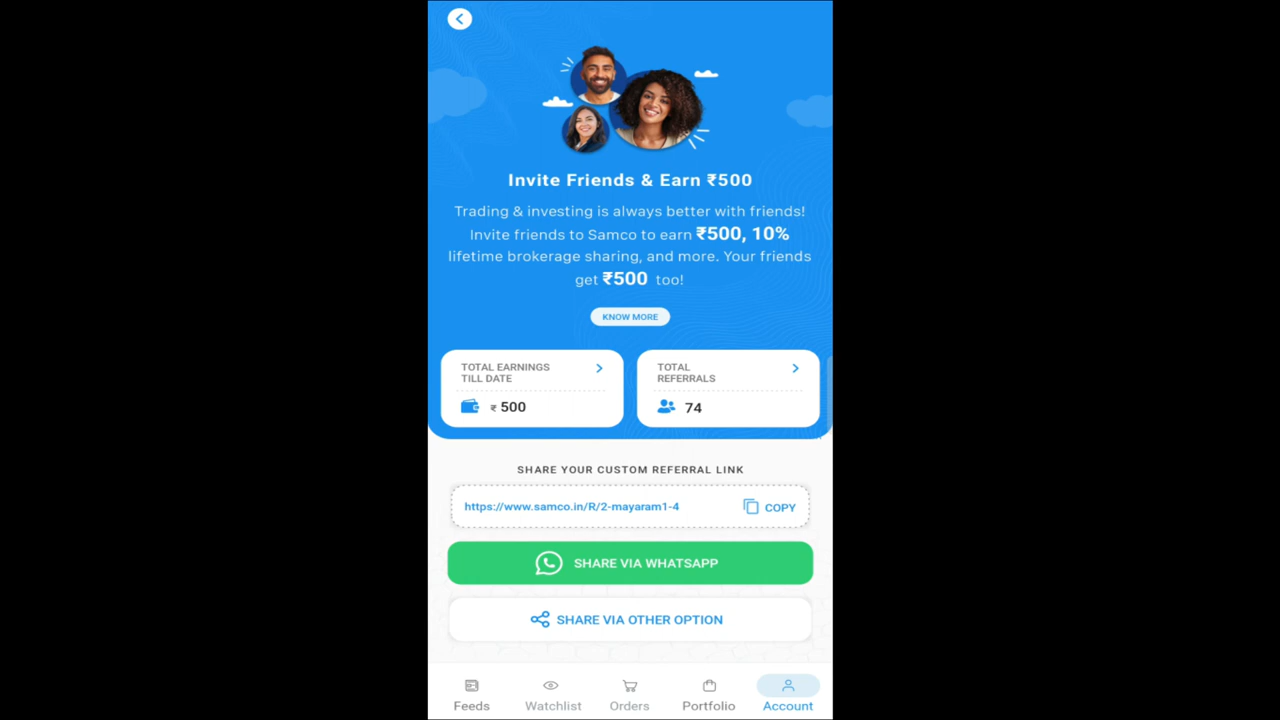 Invite Friends & Earn ₹500
Trading & investing is always better with friends!
Invite friends to Samco to earn ₹500, 10%
lifetime brokerage sharing, and more. Your friends
get ₹500 too!
KNOW MORE
TOTAL EARNINGS
TILL DATE
₹ 500
TOTAL
REFERRALS
74
SHARE YOUR CUSTOM REFERRAL LINK
https://www.samco.in/R/2-mayaram1-4
COPY
SHARE VIA WHATSAPP
SHARE VIA OTHER OPTION
Feeds Watchlist Orders Portfolio Account